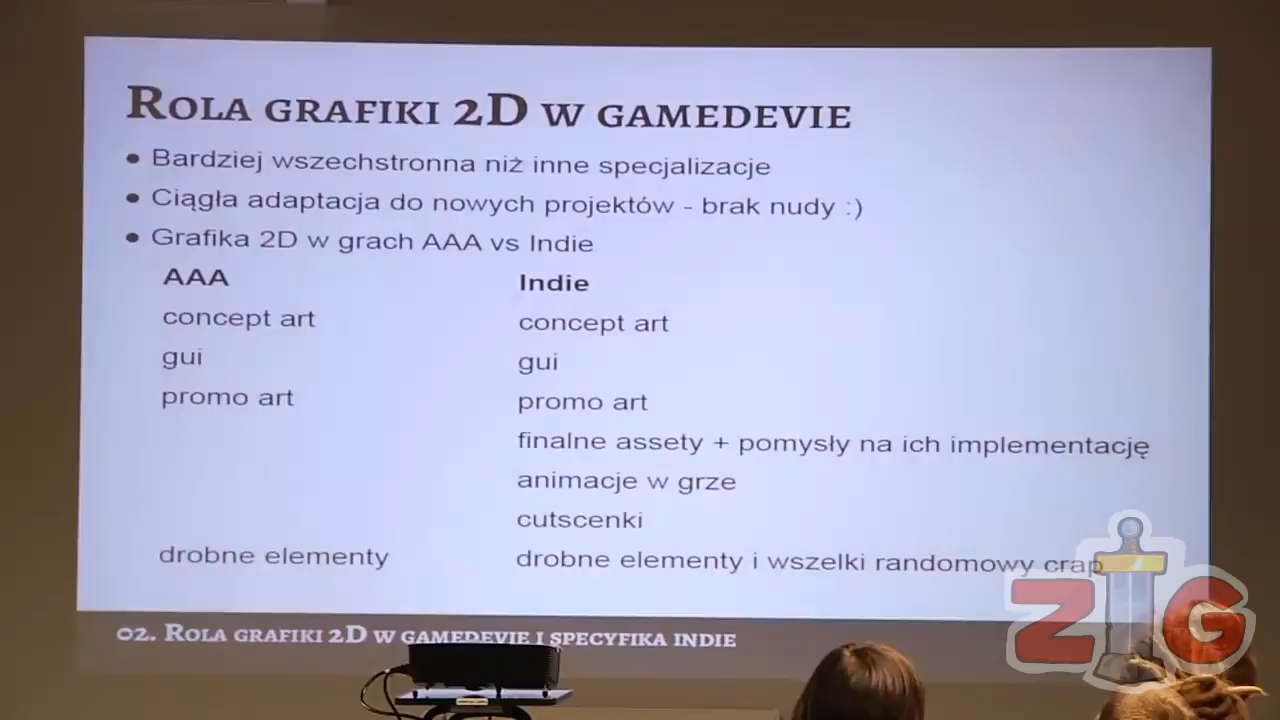 Rola grafiki 2D w gamedevie
● Bardziej wszechstronna niż inne specjalizacje
● Ciągła adaptacja do nowych projektów - brak nudy :)
● Grafika 2D w grach AAA vs Indie
AAA Indie
concept art concept art
gui gui
promo art promo art
finalne assety + pomysły na ich implementację
animacje w grze
cutscenki
drobne elementy drobne elementy i wszelki randomowy crap
02. Rola grafiki 2D w gamedevie i specyfika indie
ZIG